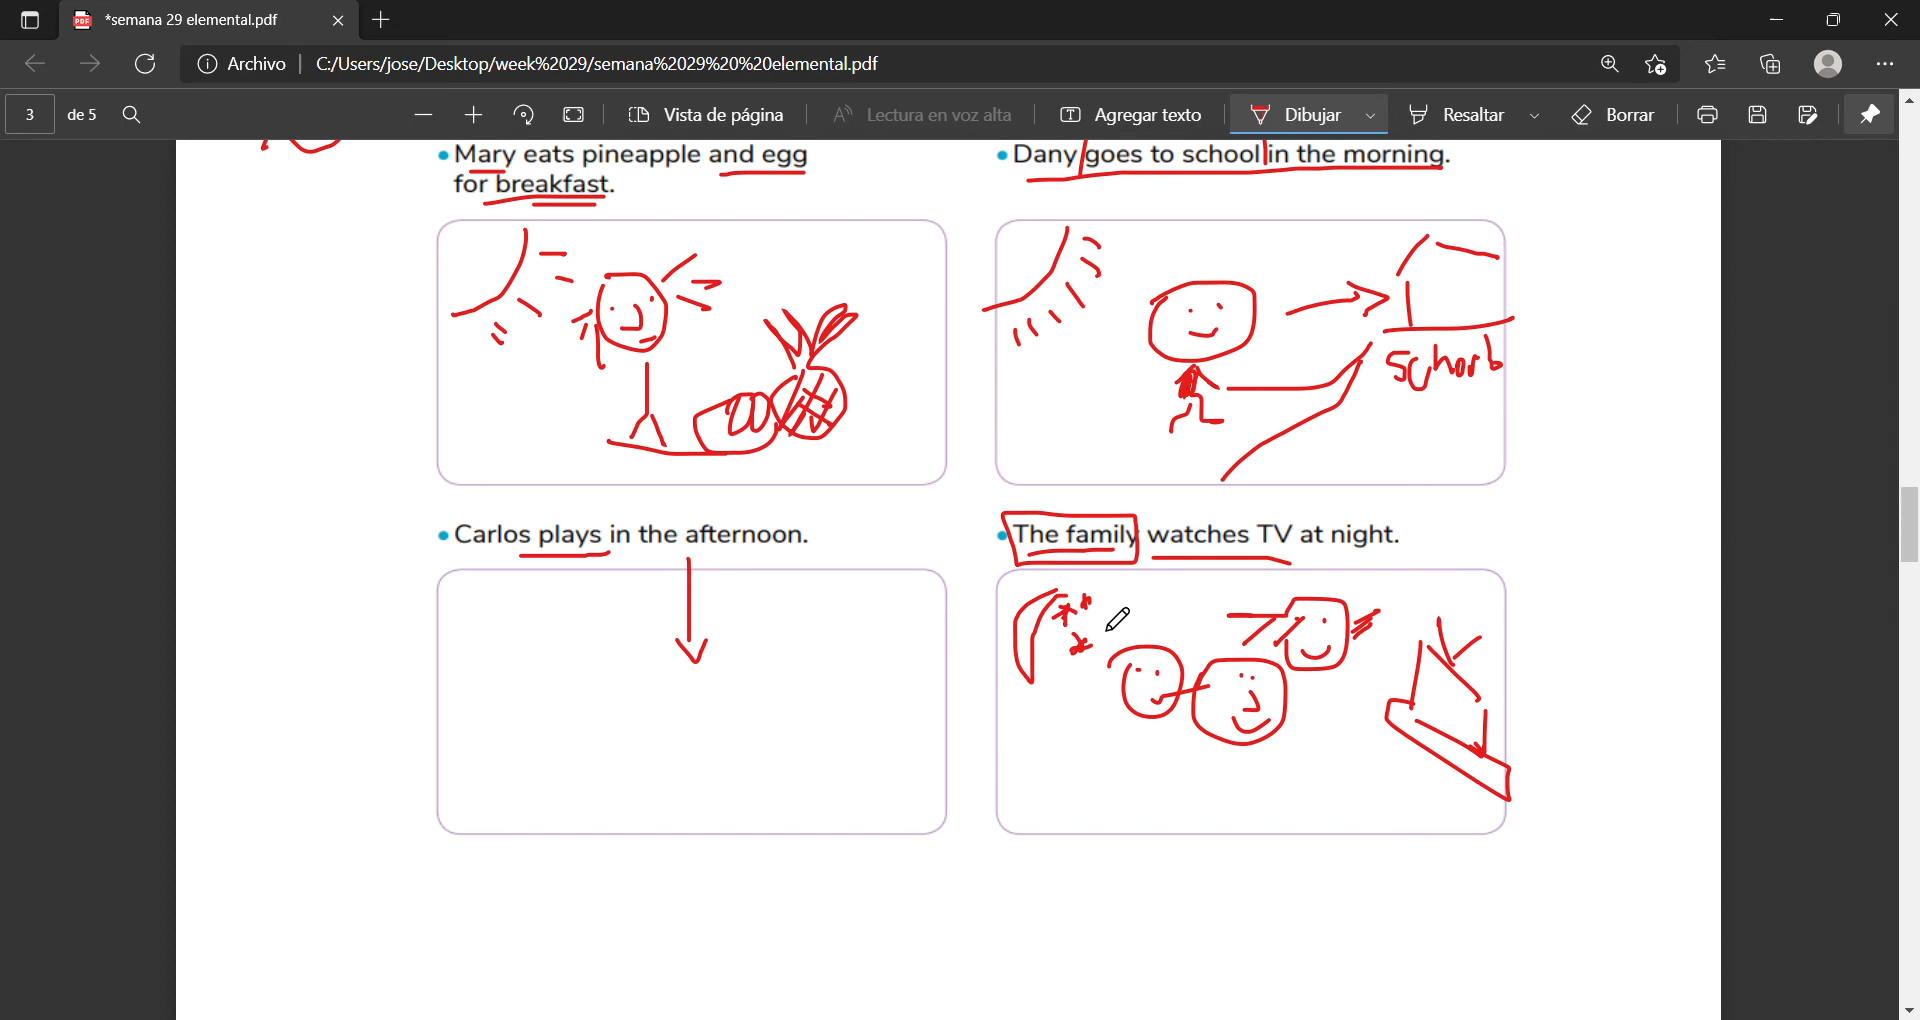 *semana 29 elemental.pdf
Archivo | C:/Users/jose/Desktop/week%2029/semana%2029%20%20elemental.pdf
3 de 5 Vista de página Lectura en voz alta Agregar texto Dibujar Resaltar Borrar
• Mary eats pineapple and egg
for breakfast.
• Dany goes to school in the morning.
• Carlos plays in the afternoon.
• The family watches TV at night.